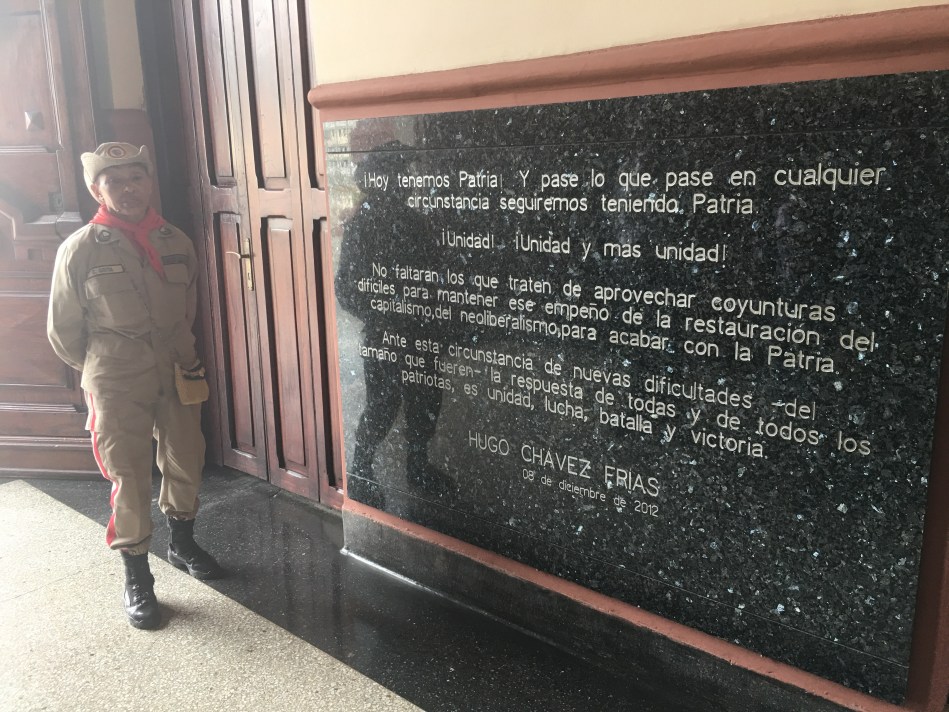 ¡Hoy tenemos Patria! Y pase lo que pase en cualquier
circunstancia seguiremos teniendo Patria.
¡Unidad! ¡Unidad y mas unidad!
No faltaran los que traten de aprovechar coyunturas
difíciles para mantener ese empeño de la restauración del
capitalismo,del neoliberalismo,para acabar con la Patria.
Ante esta circunstancia de nuevas dificultades -del
tamaño que fueren- la respuesta de todas y de todos los
patriotas, es unidad, lucha, batalla y victoria.
HUGO CHÁVEZ FRÍAS
08 de diciembre de 2012